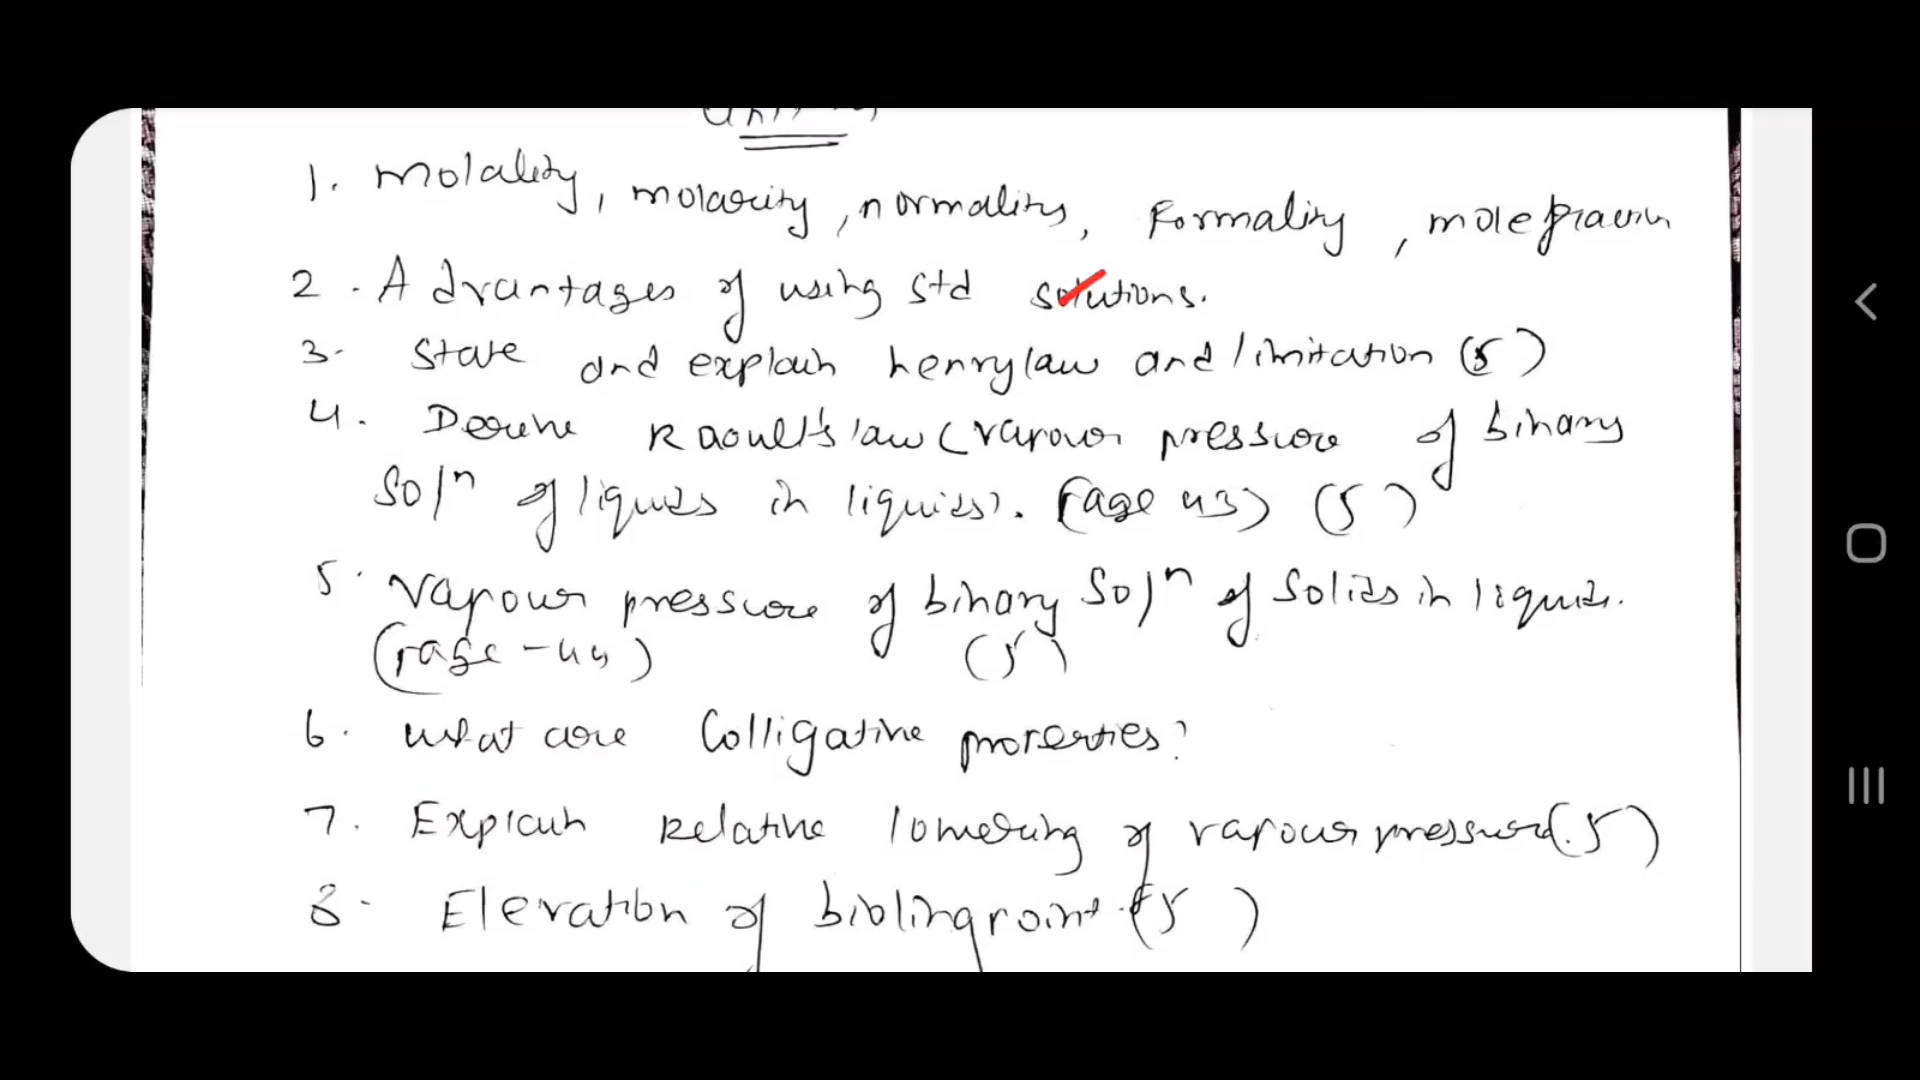 1. Molality, molarity, normality, Formality, mole fraction
2. Advantages of using std solutions.
3. State and explain henry law and limitation (5)
4. Derive Raoult's law (vapour pressure of binary
Soln of liquids in liquids). (Page 43) (5)
5. Vapour pressure of binary Soln of Solids in liquids.
(Page - 44) (5)
6. What are Colligative properties?
7. Explain Relative lowering of vapour pressure. (5)
8. Elevation of bioling point. (5)